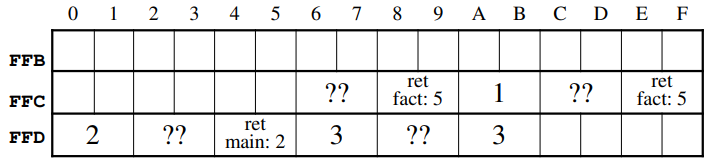 0 1 2 3 4 5 6 7 8 9 A B C D E F
FFB
FFC ?? ret fact: 5 1 ?? ret fact: 5
FFD 2 ?? ret main: 2 3 ?? 3